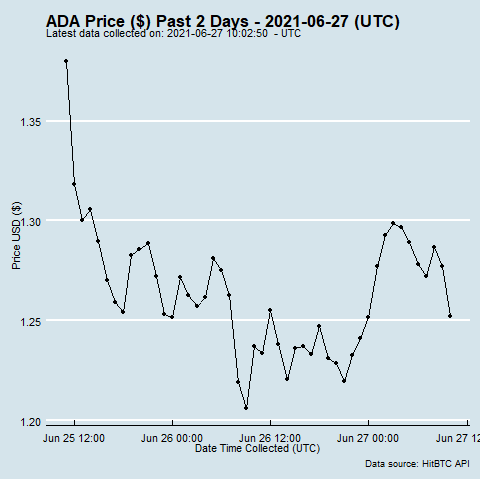 ADA Price ($) Past 2 Days - 2021-06-27 (UTC)
Latest data collected on: 2021-06-27 10:02:50 - UTC
Price USD ($)
1.35
1.30
1.25
1.20
Jun 25 12:00 Jun 26 00:00 Jun 26 12:00 Jun 27 00:00 Jun 27 12
Date Time Collected (UTC)
Data source: HitBTC API